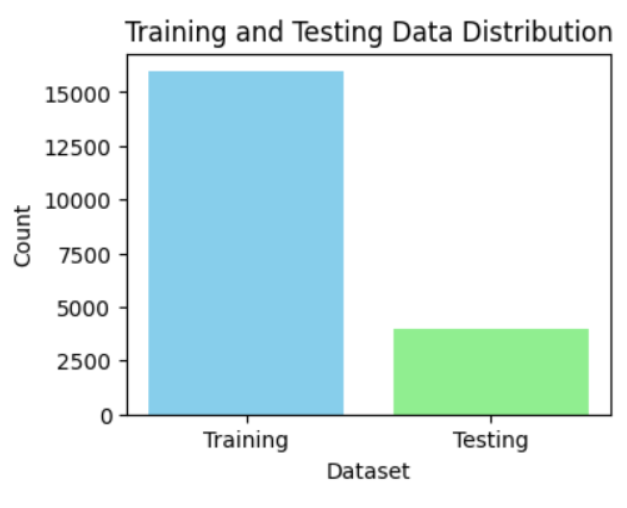 Training and Testing Data Distribution
15000
12500
10000
7500
5000
2500
0
Count
Training Testing
Dataset